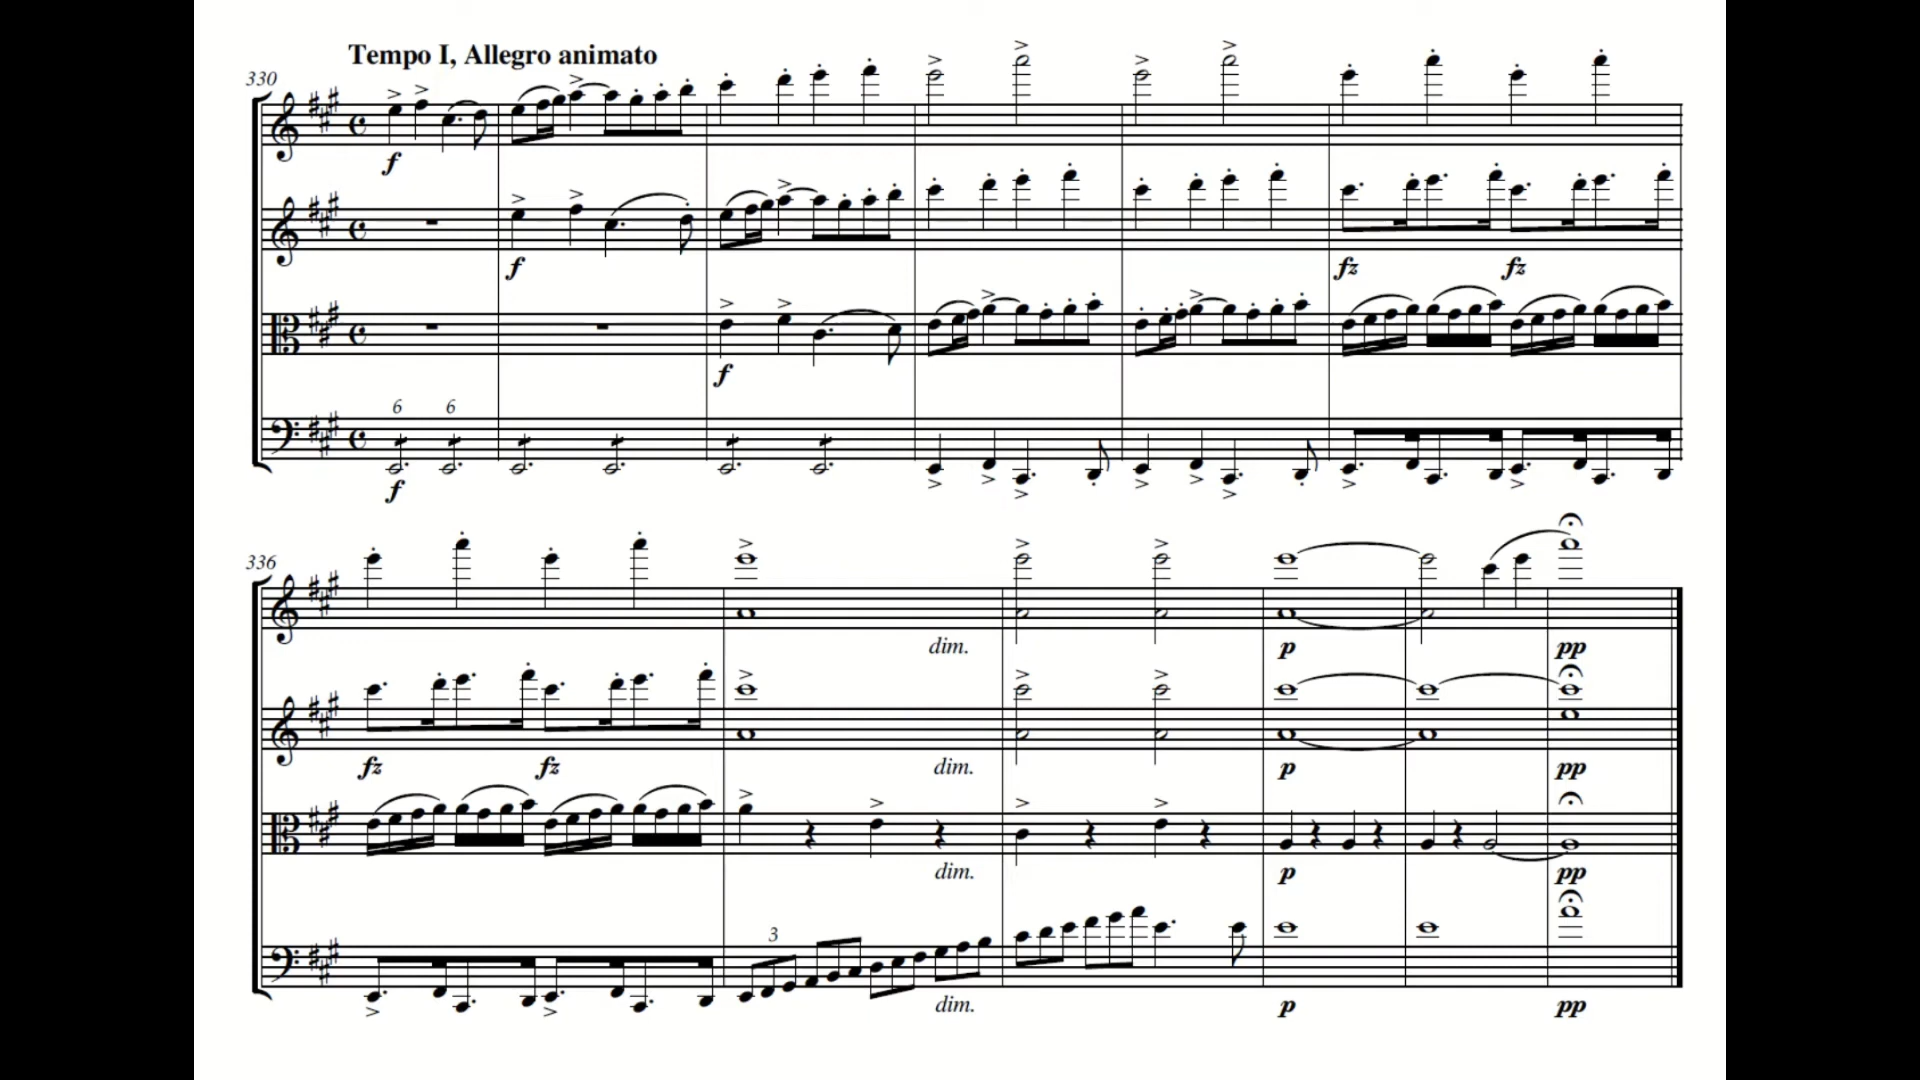 Tempo I, Allegro animato
330
f
f
f
fz fz
6 6
f
336
dim. p pp
fz fz dim. p pp
dim. p pp
3
dim. p pp